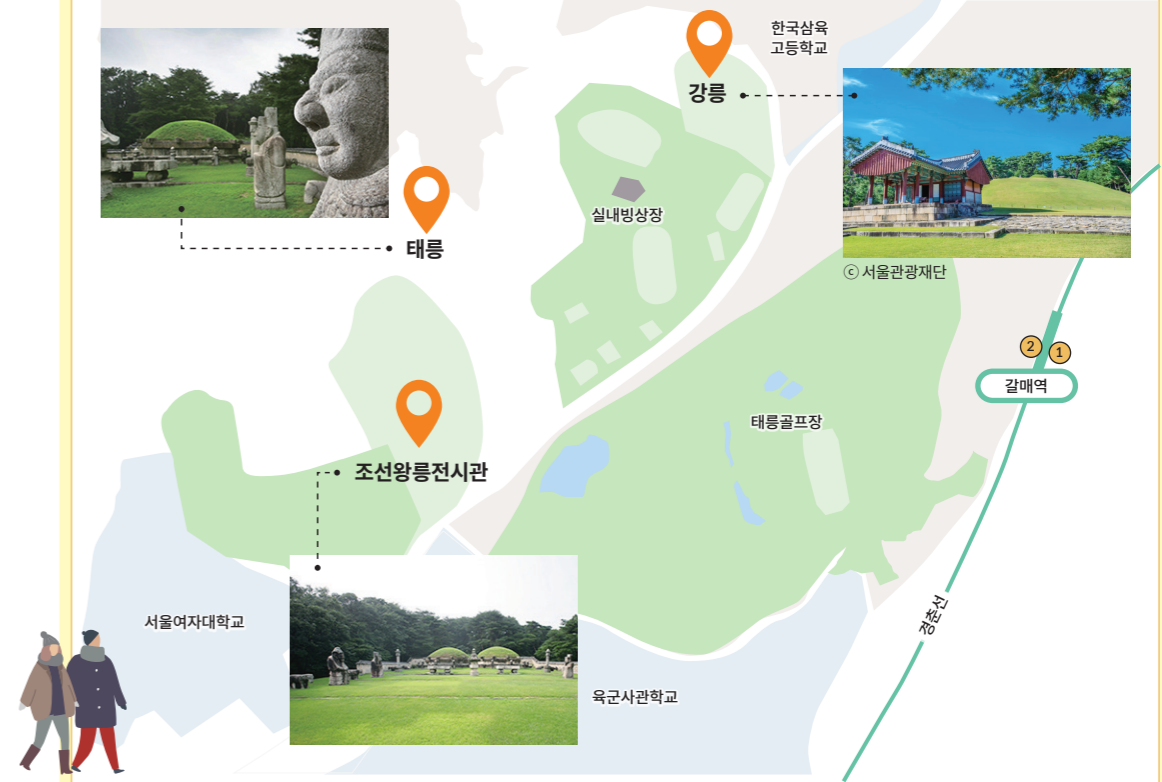 한국삼육
고등학교
강릉
실내빙상장
태릉
ⓒ 서울관광재단
2
1
갈매역
태릉골프장
조선왕릉전시관
경춘선
서울여자대학교
육군사관학교